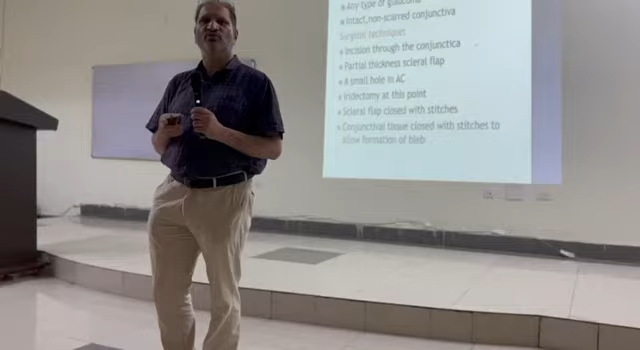 Any type of glaucoma
Intact, non-scarred conjunctiva
Surgical technique:
Incision through the conjunctica
Partial thickness scleral flap
A small hole in AC
Iridectomy at this point
Scleral flap closed with stitches
Conjunctival tissue closed with stitches to
allow formation of bleb